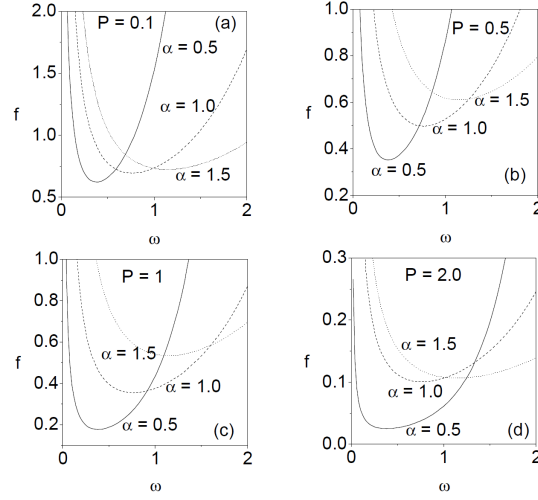 (a)
P = 0.1
α = 0.5
α = 1.0
α = 1.5
2.0
1.5
1.0
0.5
f
0
1
2
ω
(b)
P = 0.5
α = 1.5
α = 1.0
α = 0.5
1.0
0.8
0.6
0.4
0.2
f
0
1
2
ω
(c)
P = 1
α = 1.5
α = 1.0
α = 0.5
1.0
0.8
0.6
0.4
0.2
f
0
1
2
ω
(d)
P = 2.0
α = 1.5
α = 1.0
α = 0.5
0.3
0.2
0.1
0.0
f
0
1
2
ω